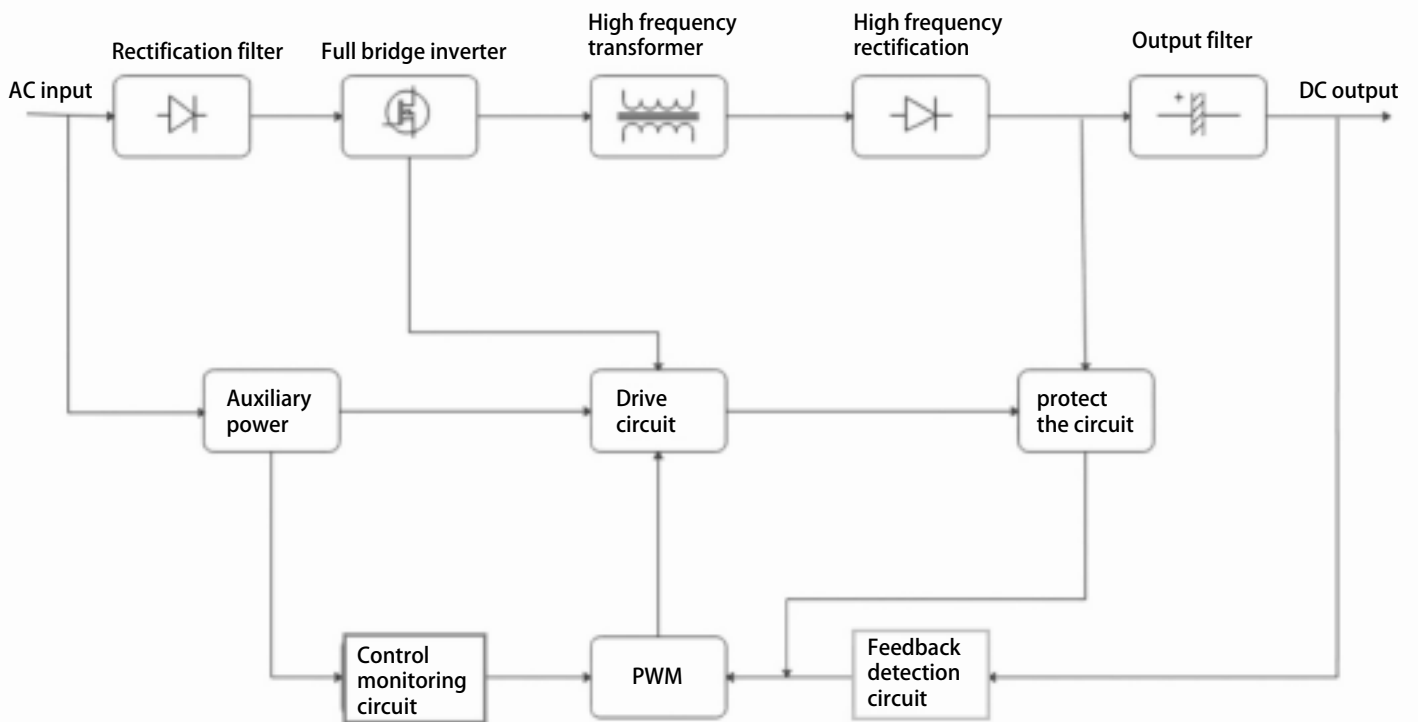 High frequency
transformer
High frequency
rectification
Output filter
Rectification filter
Full bridge inverter
AC input
DC output
+
Auxiliary
power
Drive
circuit
protect
the circuit
Control
monitoring
circuit
PWM
Feedback
detection
circuit